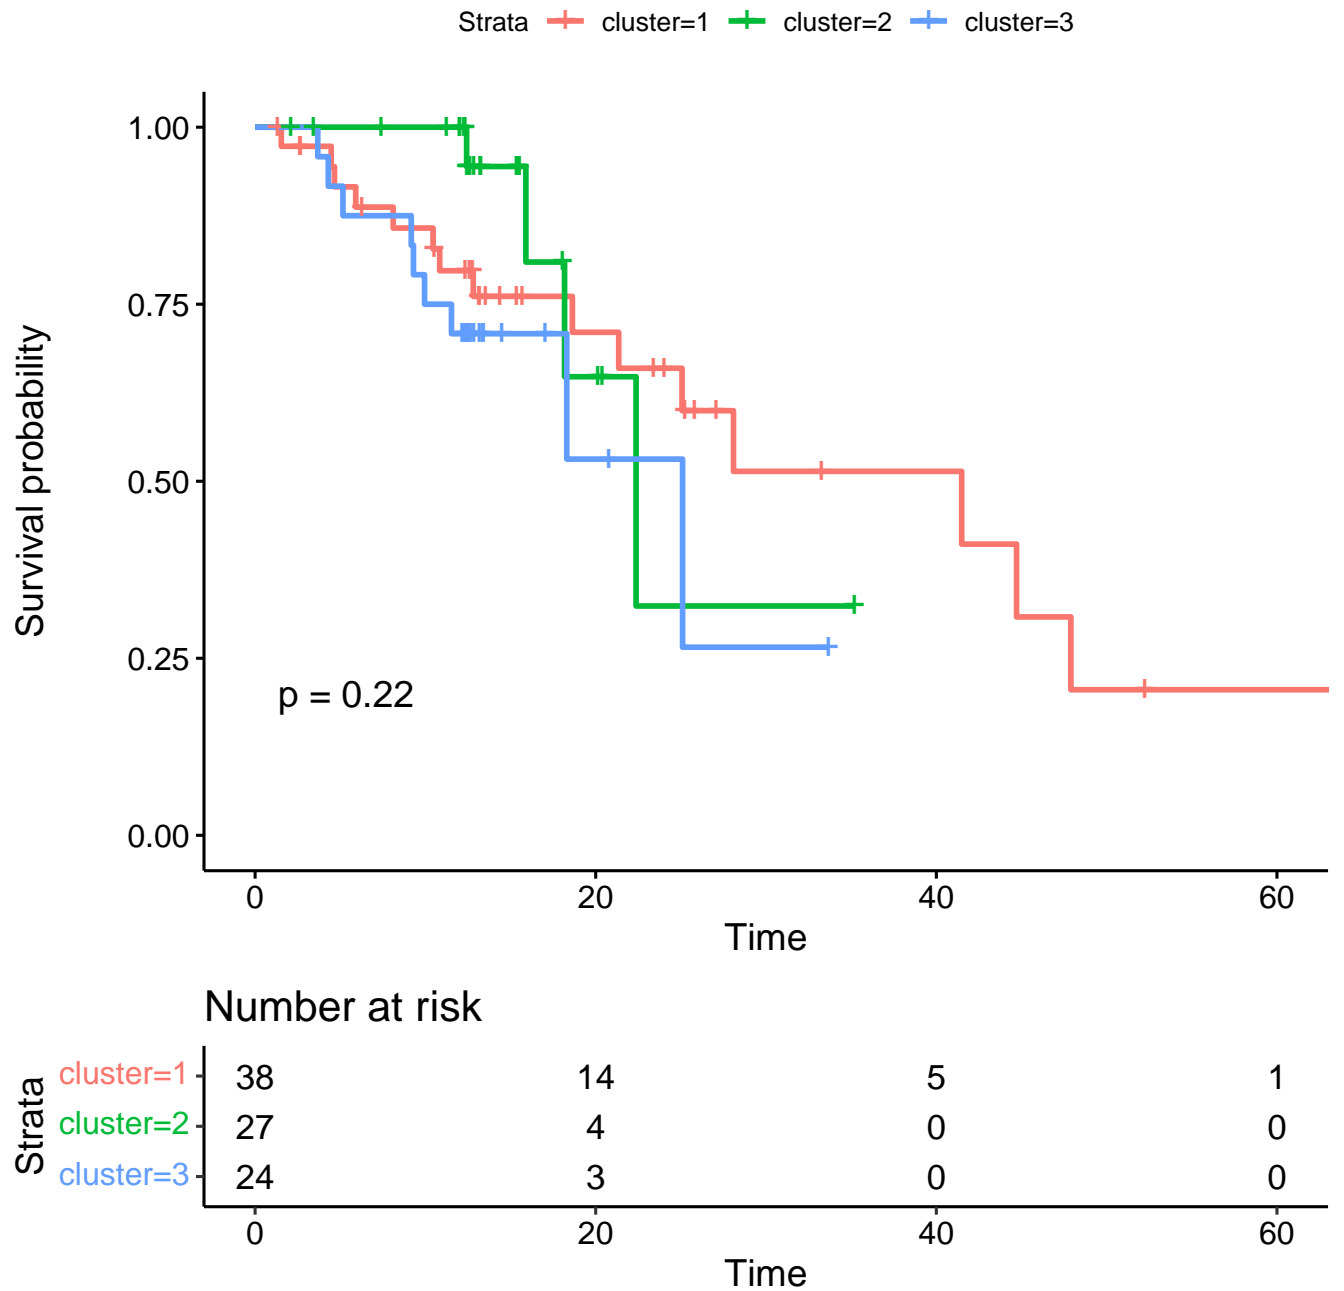 Strata cluster=1 cluster=2 cluster=3
1.00
0.75
0.50
0.25
0.00
Survival probability
p = 0.22
0 20 40 60
Time
Number at risk
Strata
cluster=1 38 14 5 1
cluster=2 27 4 0 0
cluster=3 24 3 0 0
0 20 40 60
Time